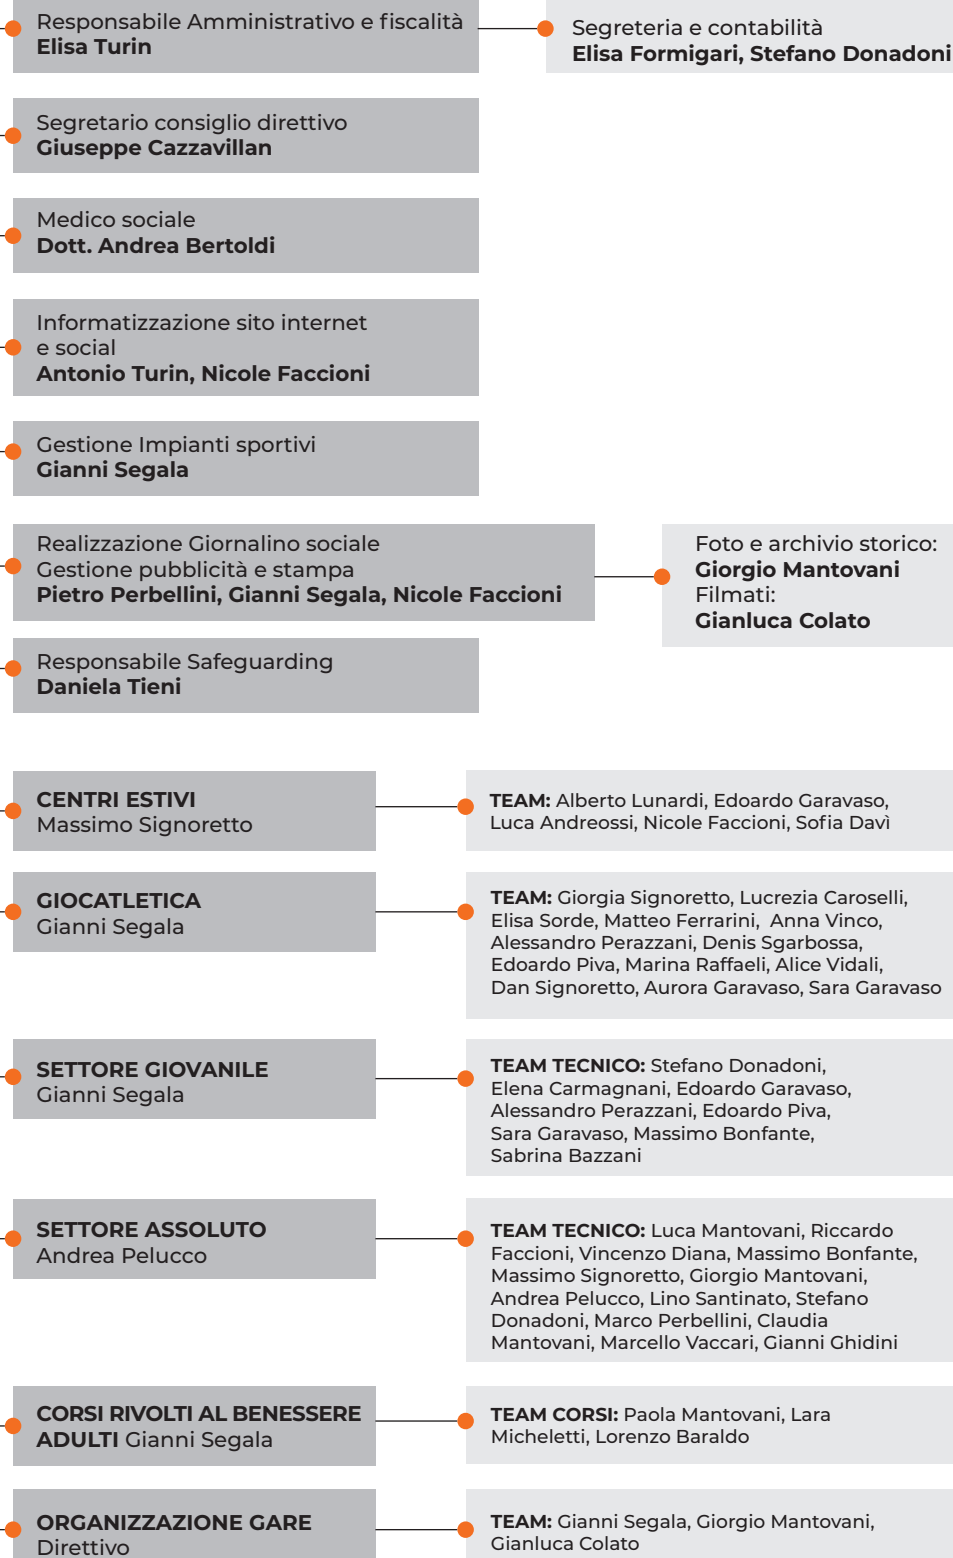 Responsabile Amministrativo e fiscalità
Elisa Turin
Segreteria e contabilità
Elisa Formigari, Stefano Donadoni
Segretario consiglio direttivo
Giuseppe Cazzavillan
Medico sociale
Dott. Andrea Bertoldi
Informatizzazione sito internet
e social
Antonio Turin, Nicole Faccioni
Gestione Impianti sportivi
Gianni Segala
Realizzazione Giornalino sociale
Gestione pubblicità e stampa
Pietro Perbellini, Gianni Segala, Nicole Faccioni
Foto e archivio storico:
Giorgio Mantovani
Filmati:
Gianluca Colato
Responsabile Safeguarding
Daniela Tieni
CENTRI ESTIVI
Massimo Signoretto
TEAM: Alberto Lunardi, Edoardo Garavaso,
Luca Andreossi, Nicole Faccioni, Sofia Davì
GIOCATLETICA
Gianni Segala
TEAM: Giorgia Signoretto, Lucrezia Caroselli,
Elisa Sorde, Matteo Ferrarini, Anna Vinco,
Alessandro Perazzani, Denis Sgarbossa,
Edoardo Piva, Marina Raffaeli, Alice Vidali,
Dan Signoretto, Aurora Garavaso, Sara Garavaso
SETTORE GIOVANILE
Gianni Segala
TEAM TECNICO: Stefano Donadoni,
Elena Carmagnani, Edoardo Garavaso,
Alessandro Perazzani, Edoardo Piva,
Sara Garavaso, Massimo Bonfante,
Sabrina Bazzani
SETTORE ASSOLUTO
Andrea Pelucco
TEAM TECNICO: Luca Mantovani, Riccardo
Faccioni, Vincenzo Diana, Massimo Bonfante,
Massimo Signoretto, Giorgio Mantovani,
Andrea Pelucco, Lino Santinato, Stefano
Donadoni, Marco Perbellini, Claudia
Mantovani, Marcello Vaccari, Gianni Ghidini
CORSI RIVOLTI AL BENESSERE
ADULTI Gianni Segala
TEAM CORSI: Paola Mantovani, Lara
Micheletti, Lorenzo Baraldo
ORGANIZZAZIONE GARE
Direttivo
TEAM: Gianni Segala, Giorgio Mantovani,
Gianluca Colato